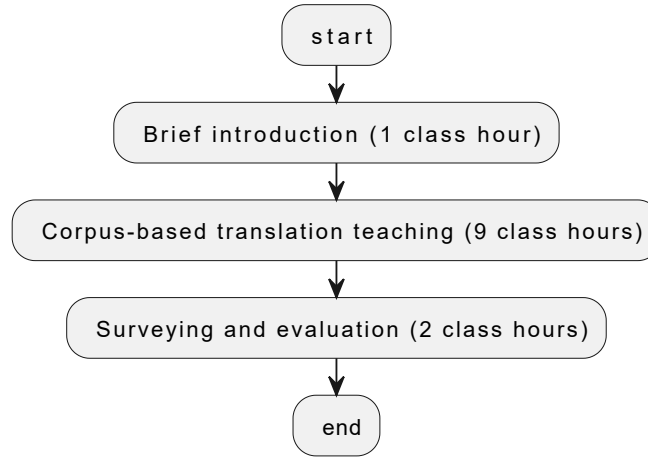 start
Brief introduction (1 class hour)
Corpus-based translation teaching (9 class hours)
Surveying and evaluation (2 class hours)
end